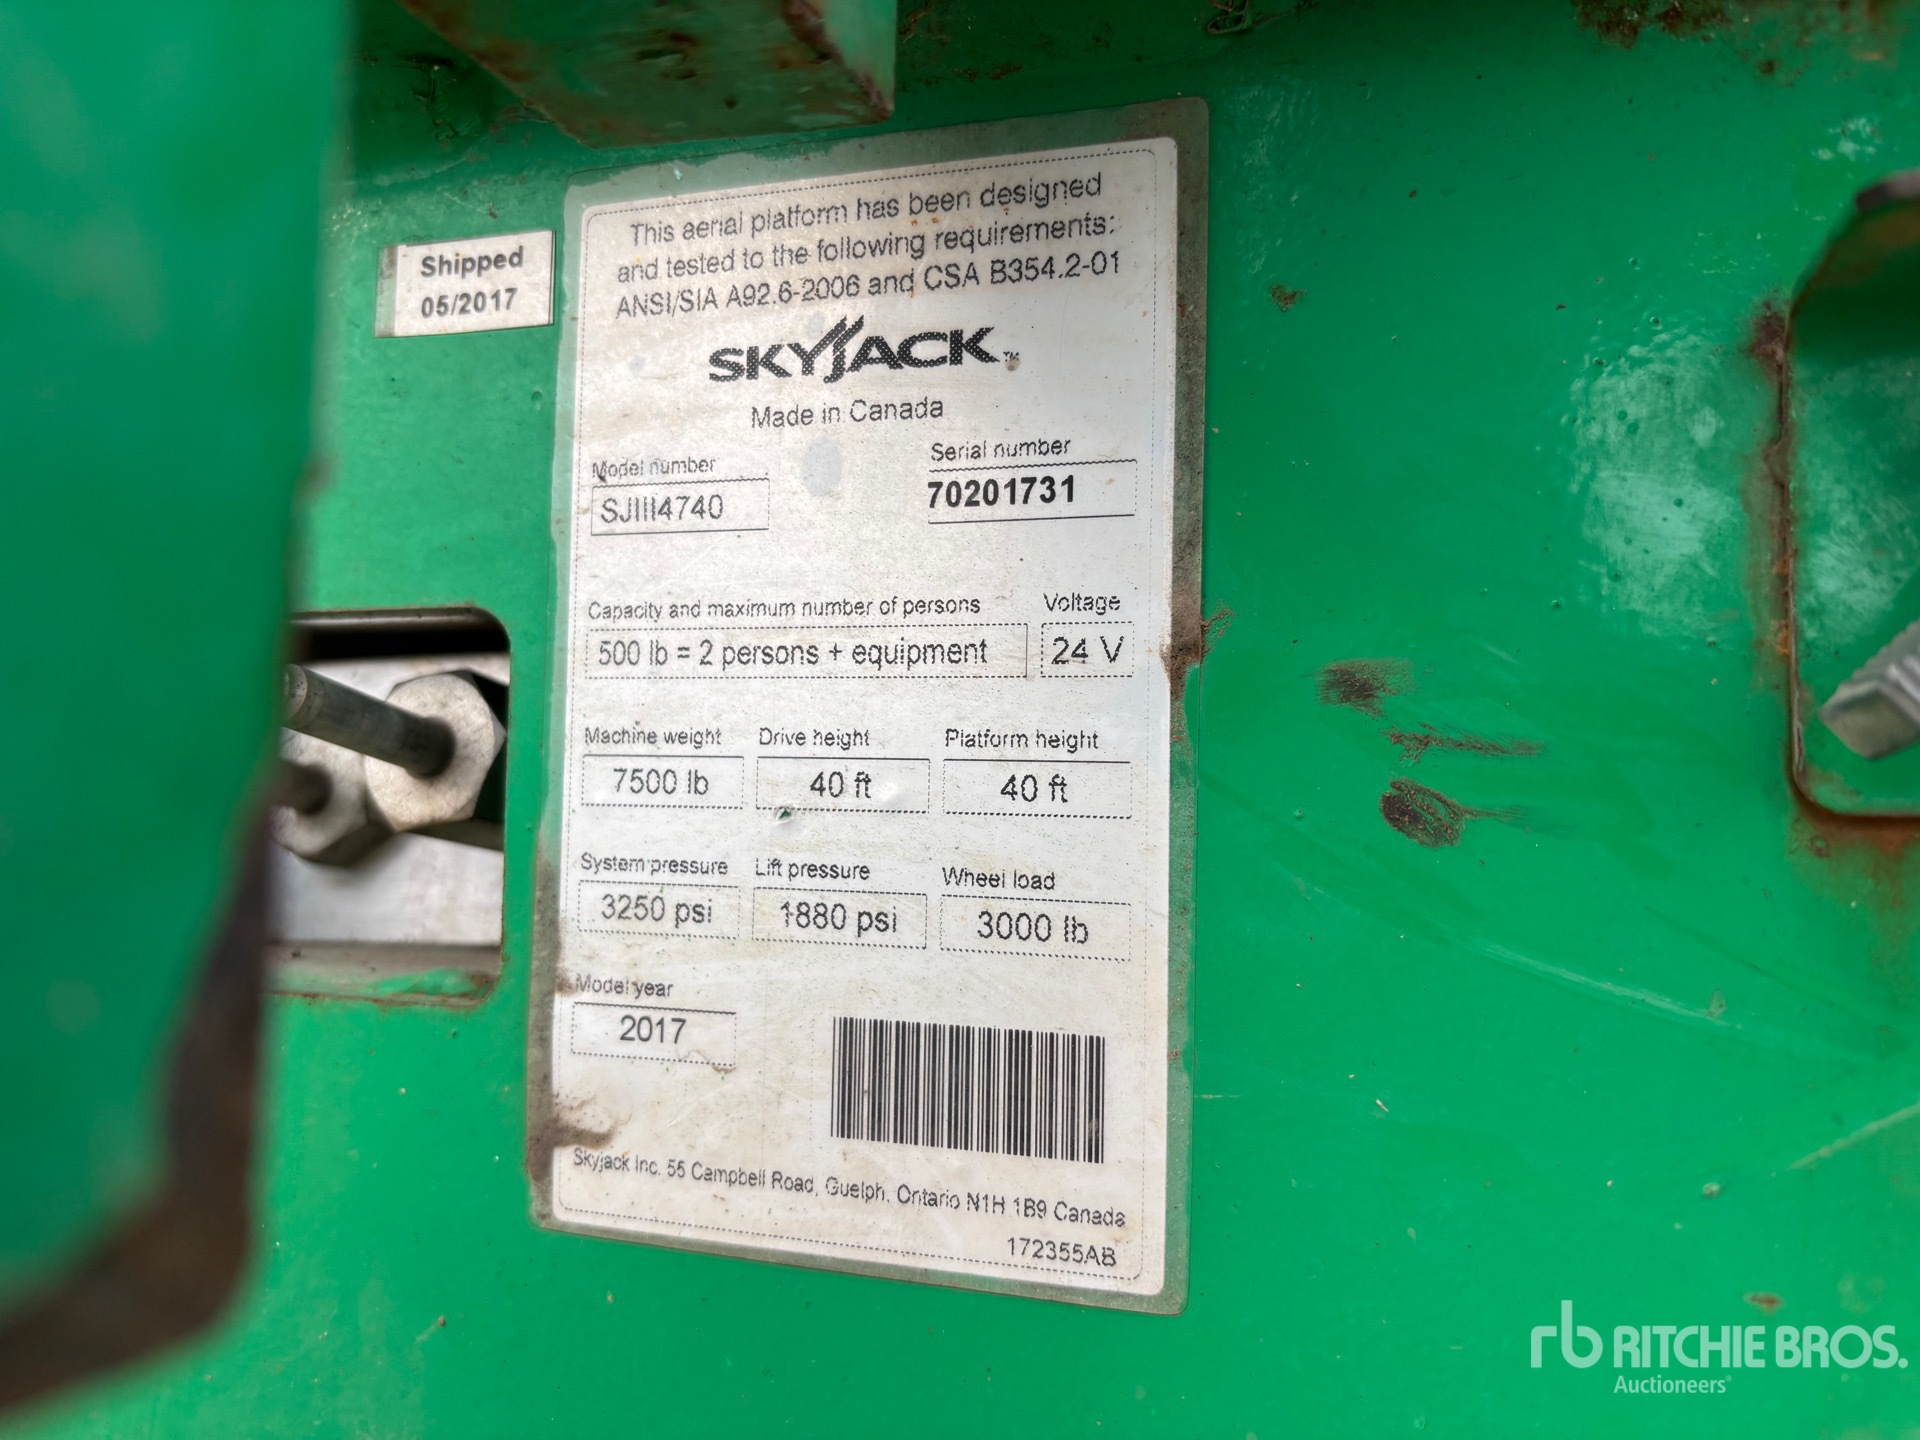 Shipped
05/2017
This aerial platform has been designed
and tested to the following requirements:
ANSI/SIA A92.6-2006 and CSA B354.2-01
SKYJACK™
Made in Canada
Model number
SJIII4740
Serial number
70201731
Capacity and maximum number of persons
500 lb = 2 persons + equipment
Voltage
24 V
Machine weight
7500 lb
Drive height
40 ft
Platform height
40 ft
System pressure
3250 psi
Lift pressure
1880 psi
Wheel load
3000 lb
Model year
2017
Skyjack Inc. 55 Campbell Road, Guelph, Ontario N1H 1B9 Canada
172355AB
rb RITCHIE BROS.
Auctioneers®